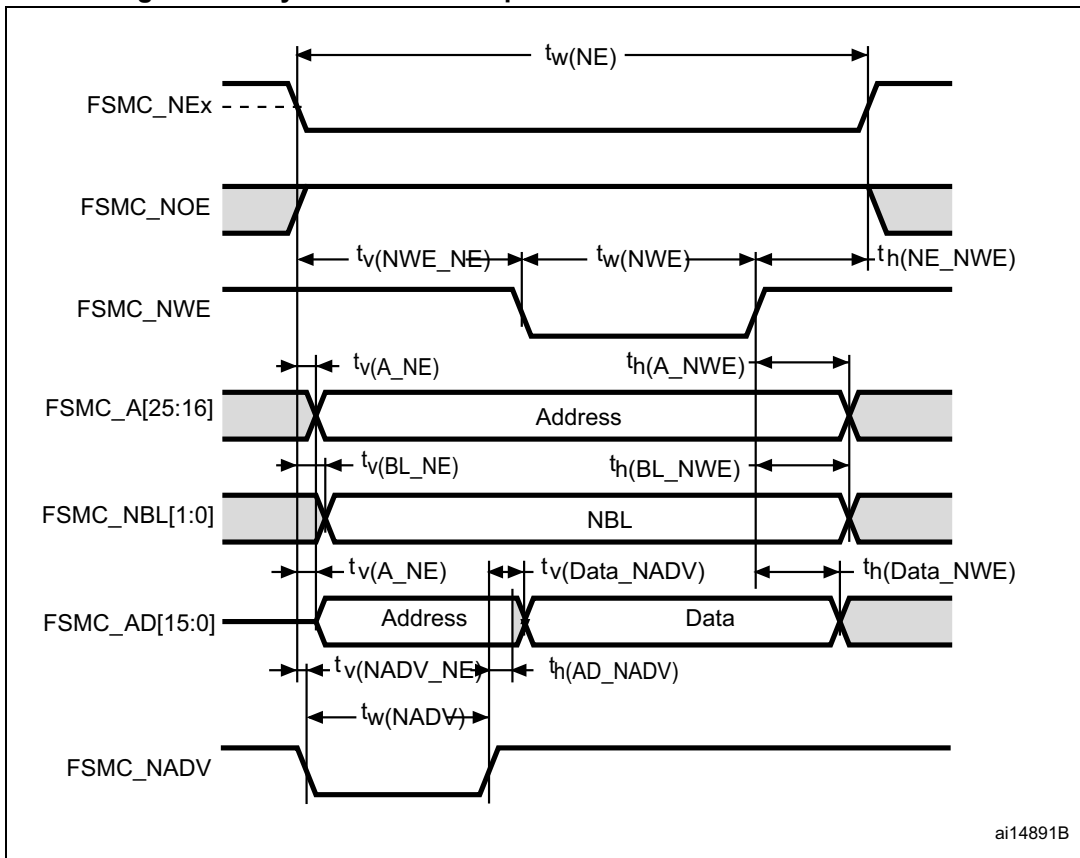 tw(NE)
FSMC_NEx
FSMC_NOE
tv(NWE_NE) tw(NWE) th(NE_NWE)
FSMC_NWE
tv(A_NE) th(A_NWE)
FSMC_A[25:16] Address
tv(BL_NE) th(BL_NWE)
FSMC_NBL[1:0] NBL
tv(A_NE) tv(Data_NADV) th(Data_NWE)
FSMC_AD[15:0] Address Data
tv(NADV_NE) th(AD_NADV)
tw(NADV)
FSMC_NADV
ai14891B